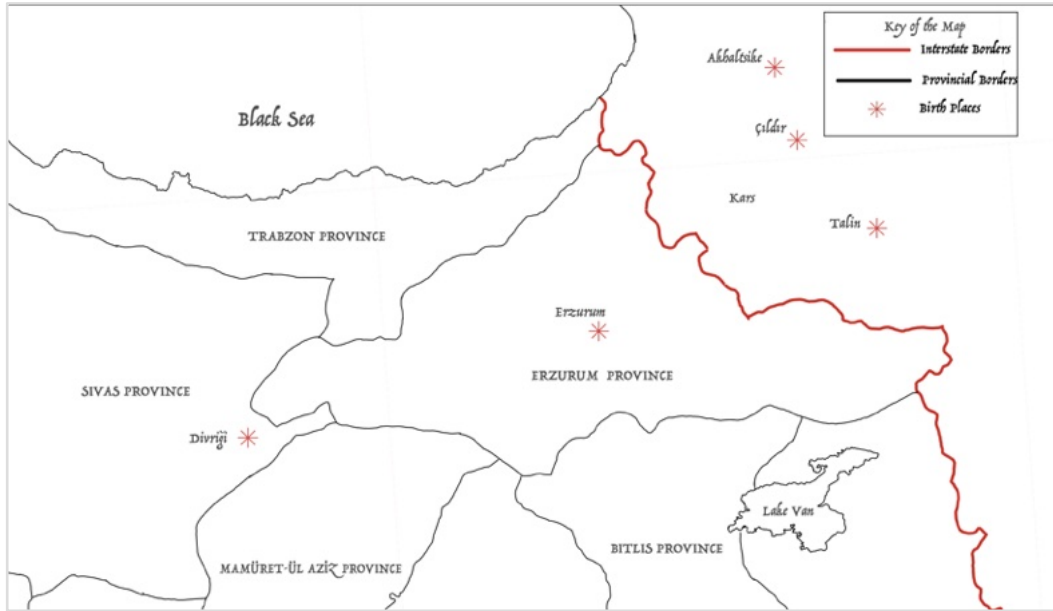 Key of the Map
Interstate Borders
Provincial Borders
Birth Places
Akhaltsike
Black Sea
Çıldır
Kars
Talin
TRABZON PROVINCE
Erzurum
ERZURUM PROVINCE
SIVAS PROVINCE
Divriği
Lake Van
BITLIS PROVINCE
MAMÜRET-ÜL AZİZ PROVINCE